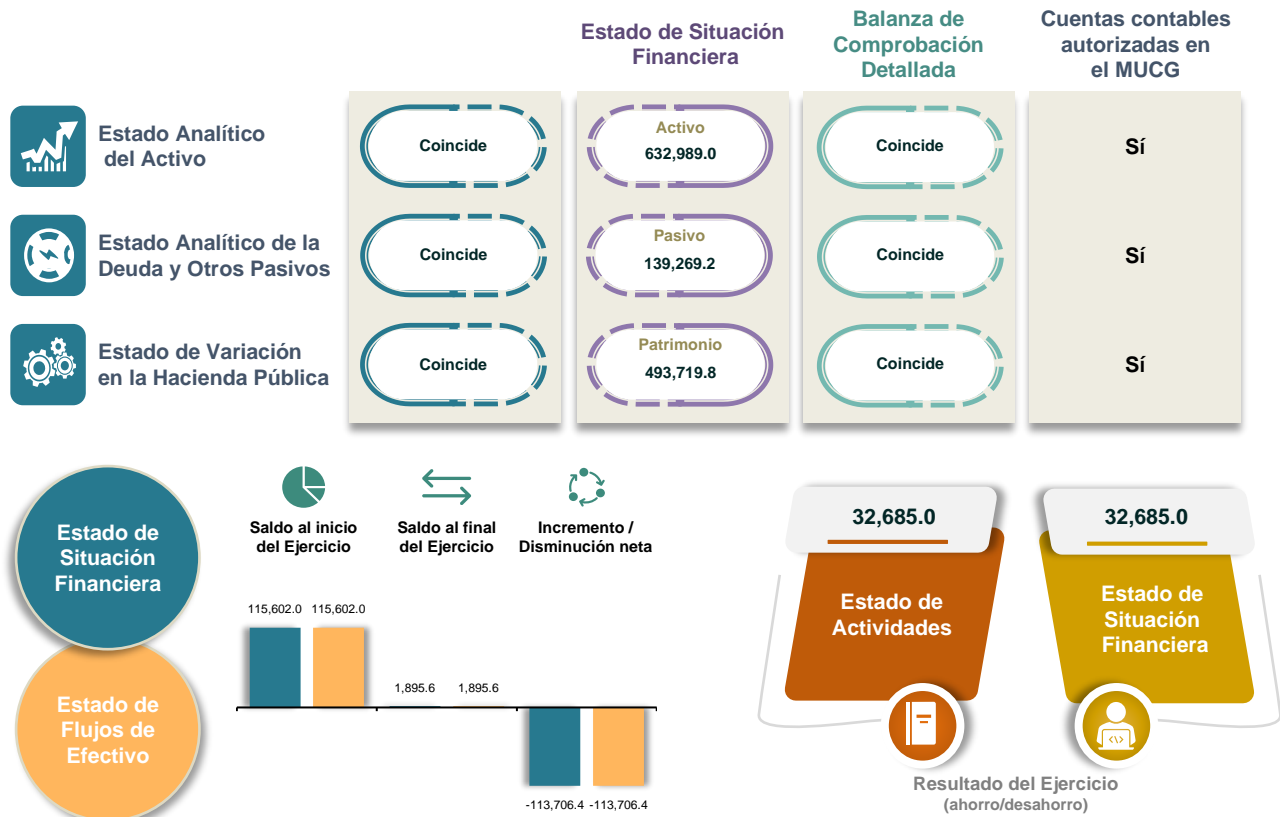 Estado de Situación
Financiera
Balanza de
Comprobación
Detallada
Cuentas contables
autorizadas en
el MUCG
Estado Analítico
del Activo
Coincide
Activo
632,989.0
Coincide
Sí
Estado Analítico de la
Deuda y Otros Pasivos
Coincide
Pasivo
139,269.2
Coincide
Sí
Estado de Variación
en la Hacienda Pública
Coincide
Patrimonio
493,719.8
Coincide
Sí
Estado de
Situación
Financiera
Estado de
Flujos de
Efectivo
Saldo al inicio
del Ejercicio
Saldo al final
del Ejercicio
Incremento /
Disminución neta
115,602.0 115,602.0
1,895.6 1,895.6
-113,706.4 -113,706.4
32,685.0
Estado de
Actividades
32,685.0
Estado de
Situación
Financiera
Resultado del Ejercicio
(ahorro/desahorro)